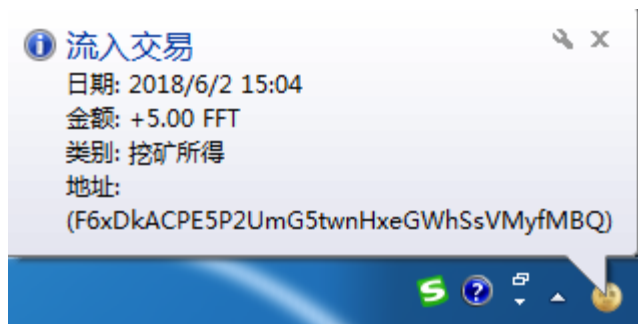 流入交易
日期: 2018/6/2 15:04
金额: +5.00 FFT
类别: 挖矿所得
地址:
(F6xDkACPE5P2UmG5twnHxeGWhSsVMyfMBQ)